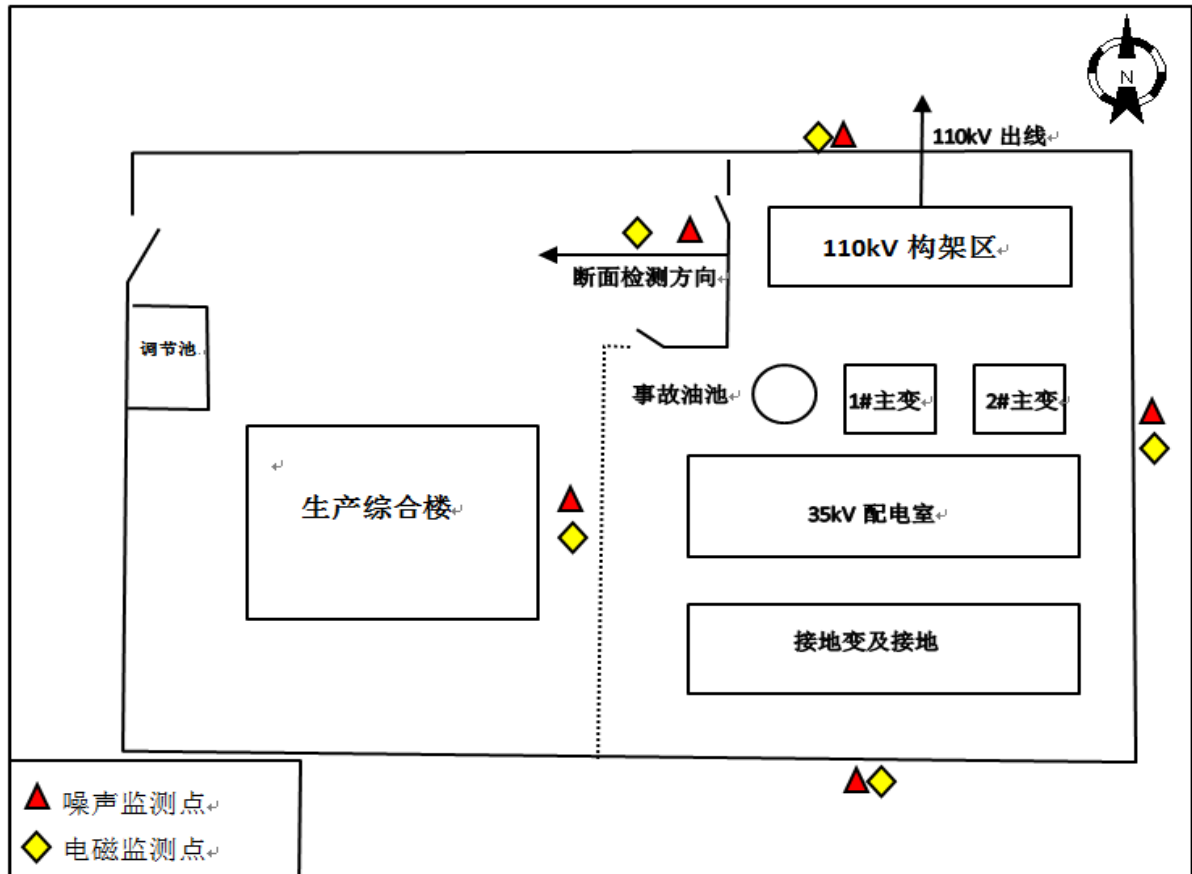 N
110kV 出线
110kV 构架区
断面检测方向
调节池
事故油池
1#主变
2#主变
生产综合楼
35kV 配电室
接地变及接地
噪声监测点
电磁监测点